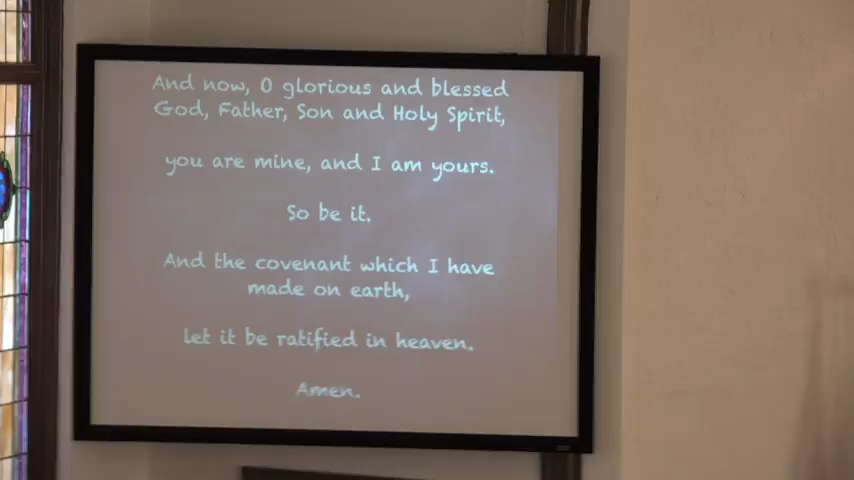 And now, O glorious and blessed
God, Father, Son and Holy Spirit,
you are mine, and I am yours.
So be it.
And the covenant which I have
made on earth,
let it be ratified in heaven.
Amen.